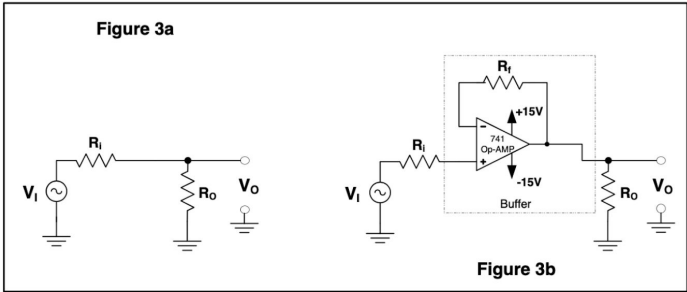 Figure 3a
Ri
VI
RO
VO
Rf
+15V
741
Op-AMP
-15V
Buffer
Ri
VI
RO
VO
Figure 3b